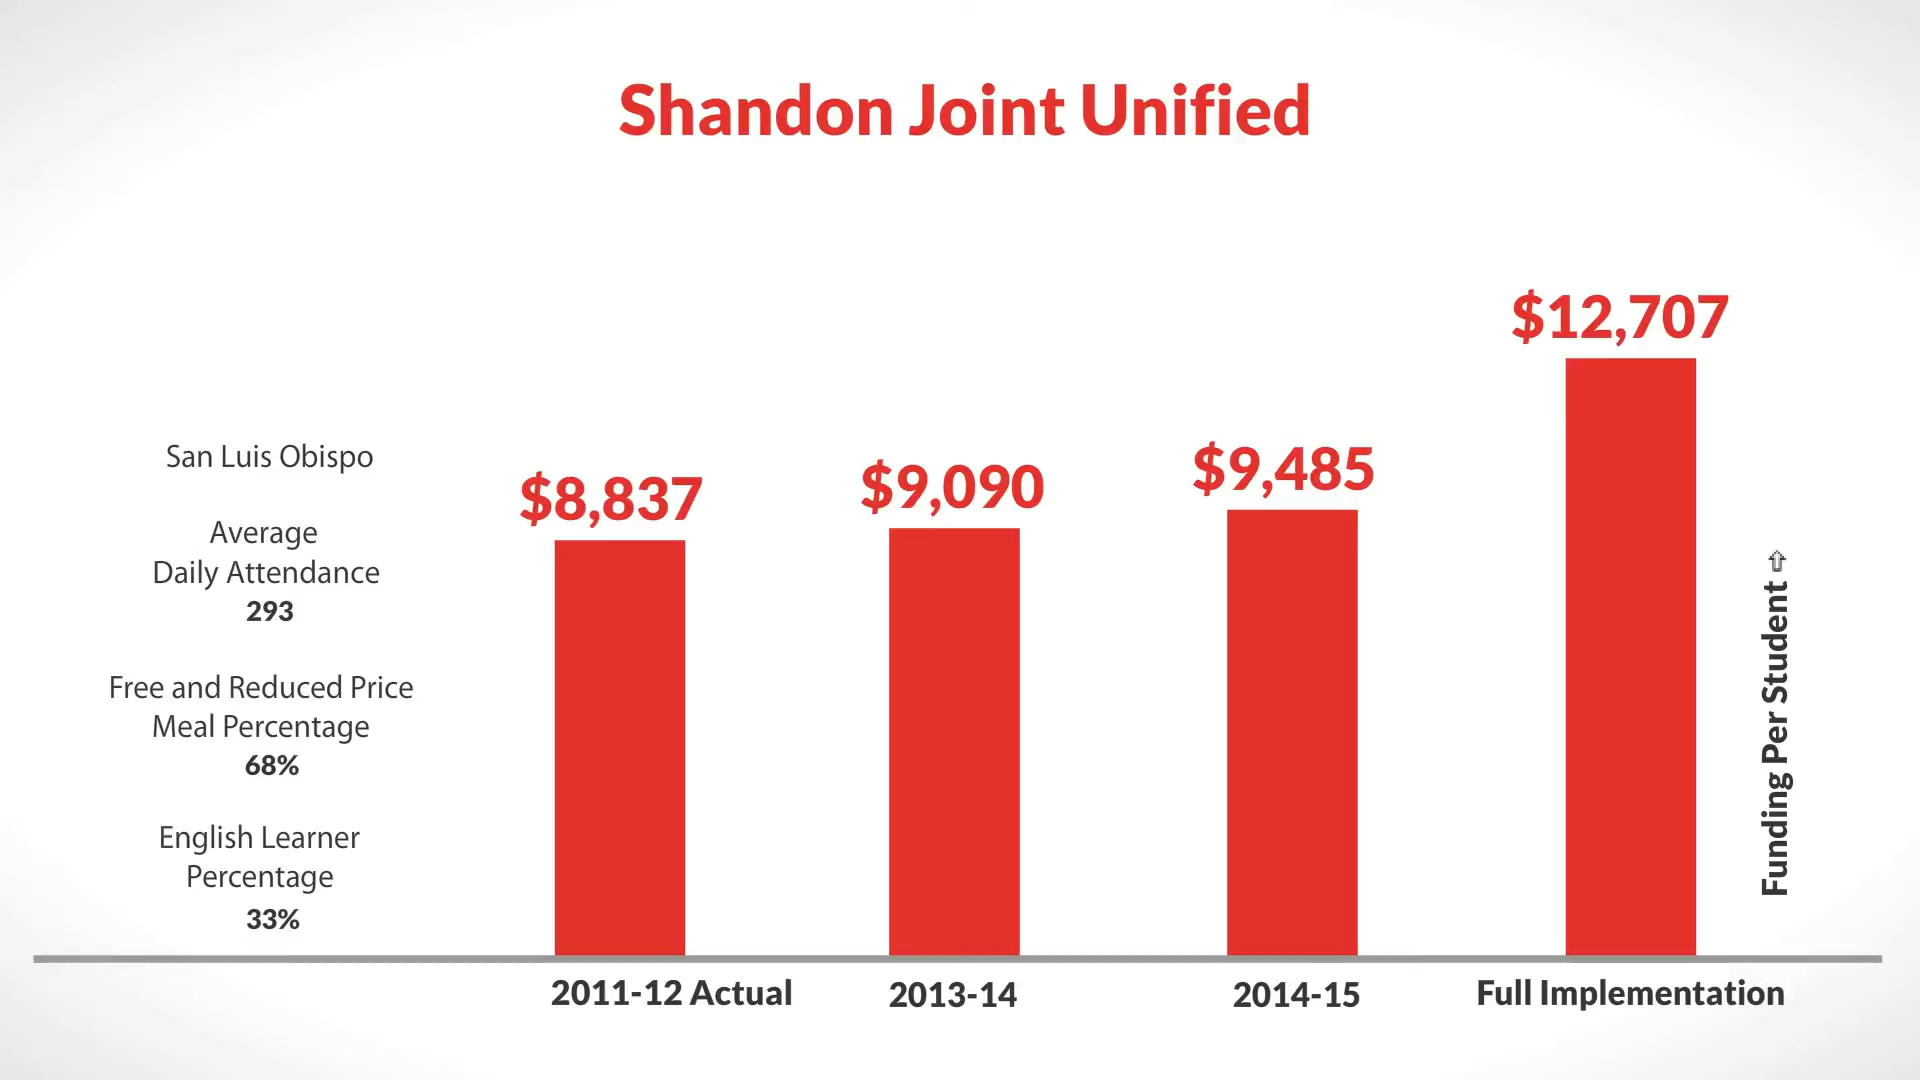 Shandon Joint Unified
San Luis Obispo
Average
Daily Attendance
293
Free and Reduced Price
Meal Percentage
68%
English Learner
Percentage
33%
$8,837
$9,090
$9,485
$12,707
2011-12 Actual
2013-14
2014-15
Full Implementation
Funding Per Student ⇧